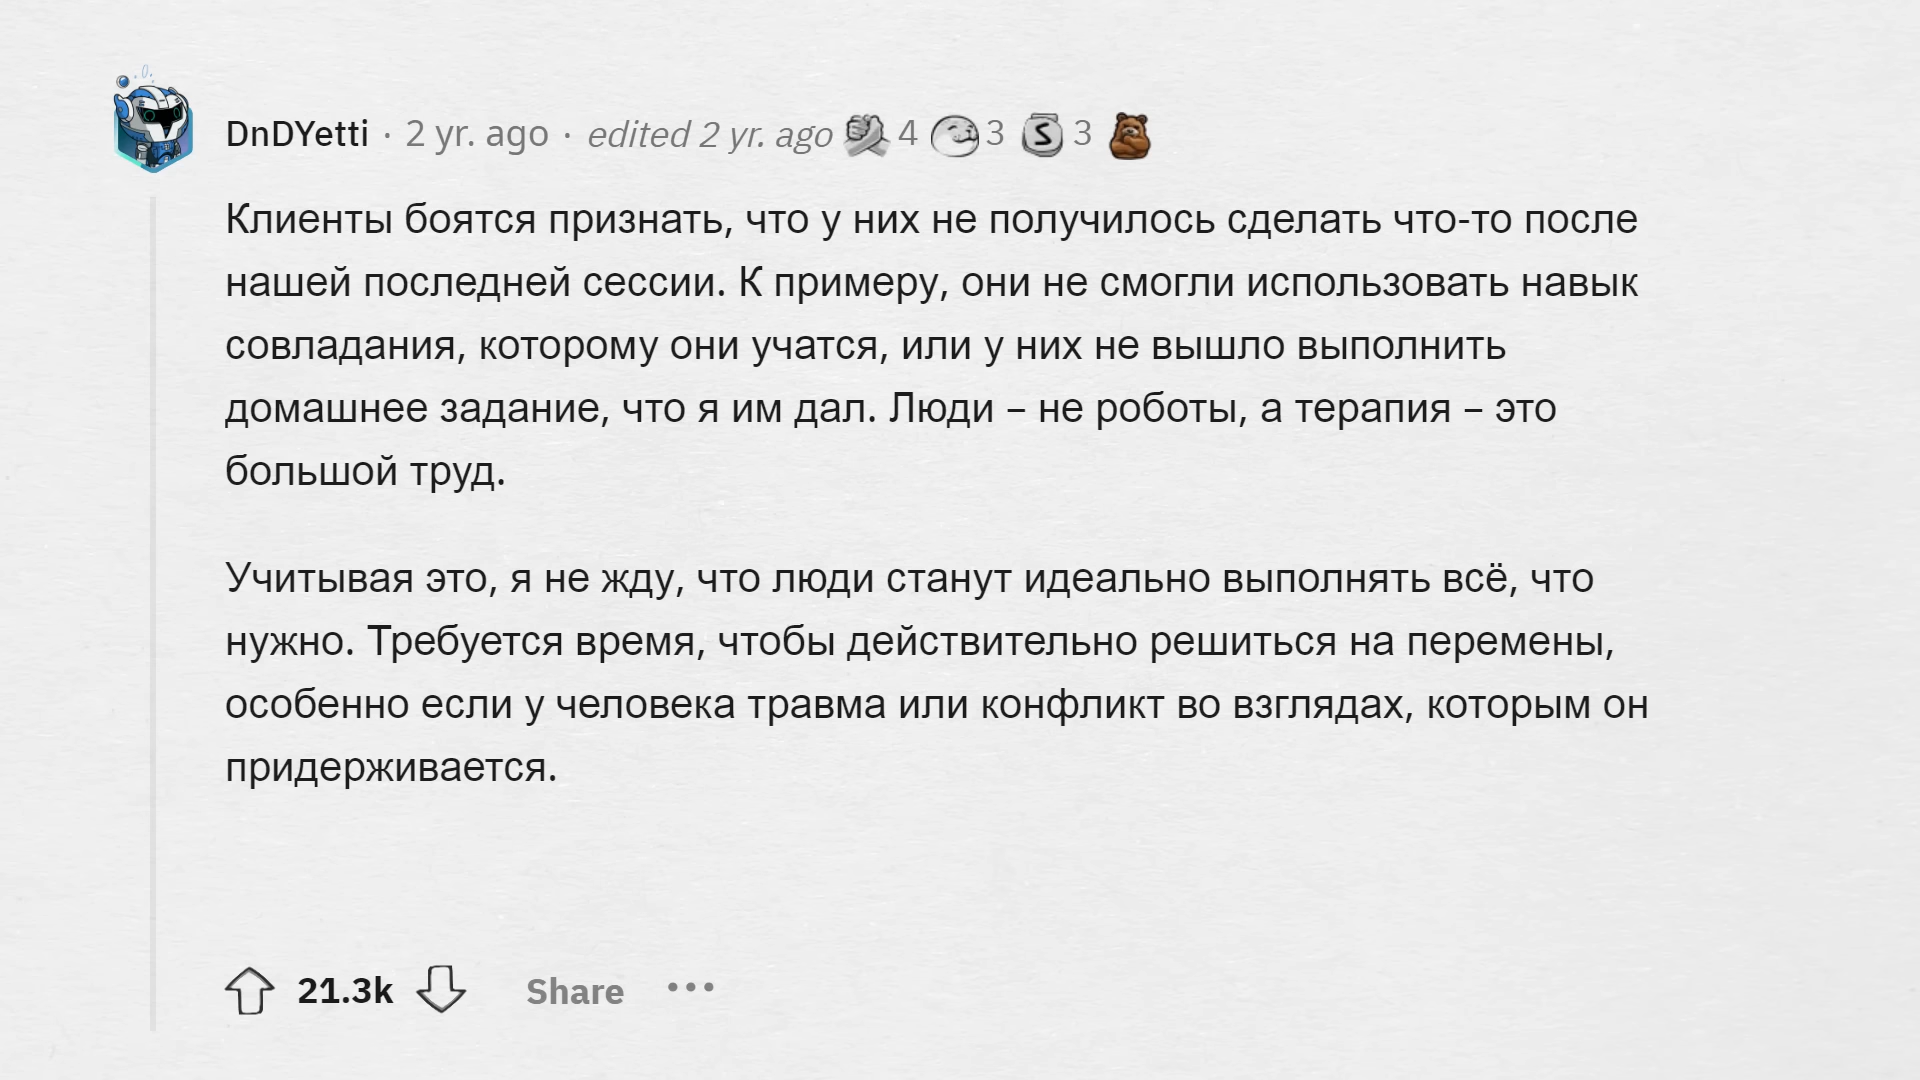 DnDYetti · 2 yr. ago · edited 2 yr. ago 4 3 S 3
Клиенты боятся признать, что у них не получилось сделать что-то после
нашей последней сессии. К примеру, они не смогли использовать навык
совладания, которому они учатся, или у них не вышло выполнить
домашнее задание, что я им дал. Люди – не роботы, а терапия – это
большой труд.
Учитывая это, я не жду, что люди станут идеально выполнять всё, что
нужно. Требуется время, чтобы действительно решиться на перемены,
особенно если у человека травма или конфликт во взглядах, которым он
придерживается.
21.3k Share •••